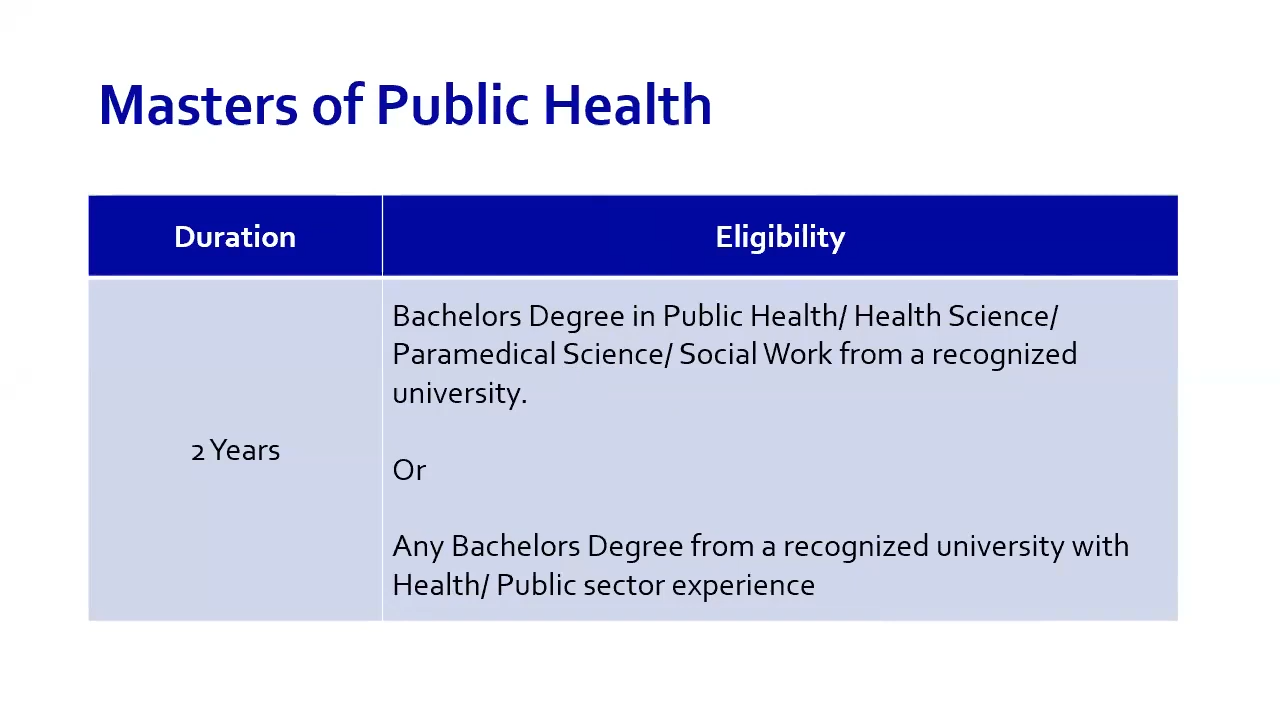 Masters of Public Health
Duration
Eligibility
2 Years
Bachelors Degree in Public Health/ Health Science/
Paramedical Science/ Social Work from a recognized
university.
Or
Any Bachelors Degree from a recognized university with
Health/ Public sector experience